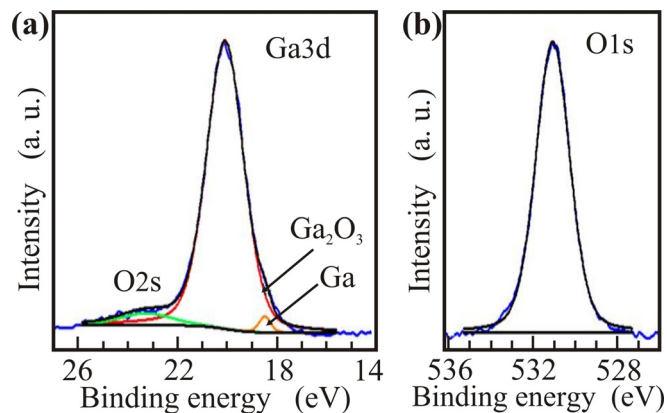 (a)
Ga3d
Intensity (a. u.)
Ga₂O₃
O2s
Ga
26 22 18 14
Binding energy (eV)
(b)
O1s
Intensity (a. u.)
536 532 528
Binding energy (eV)